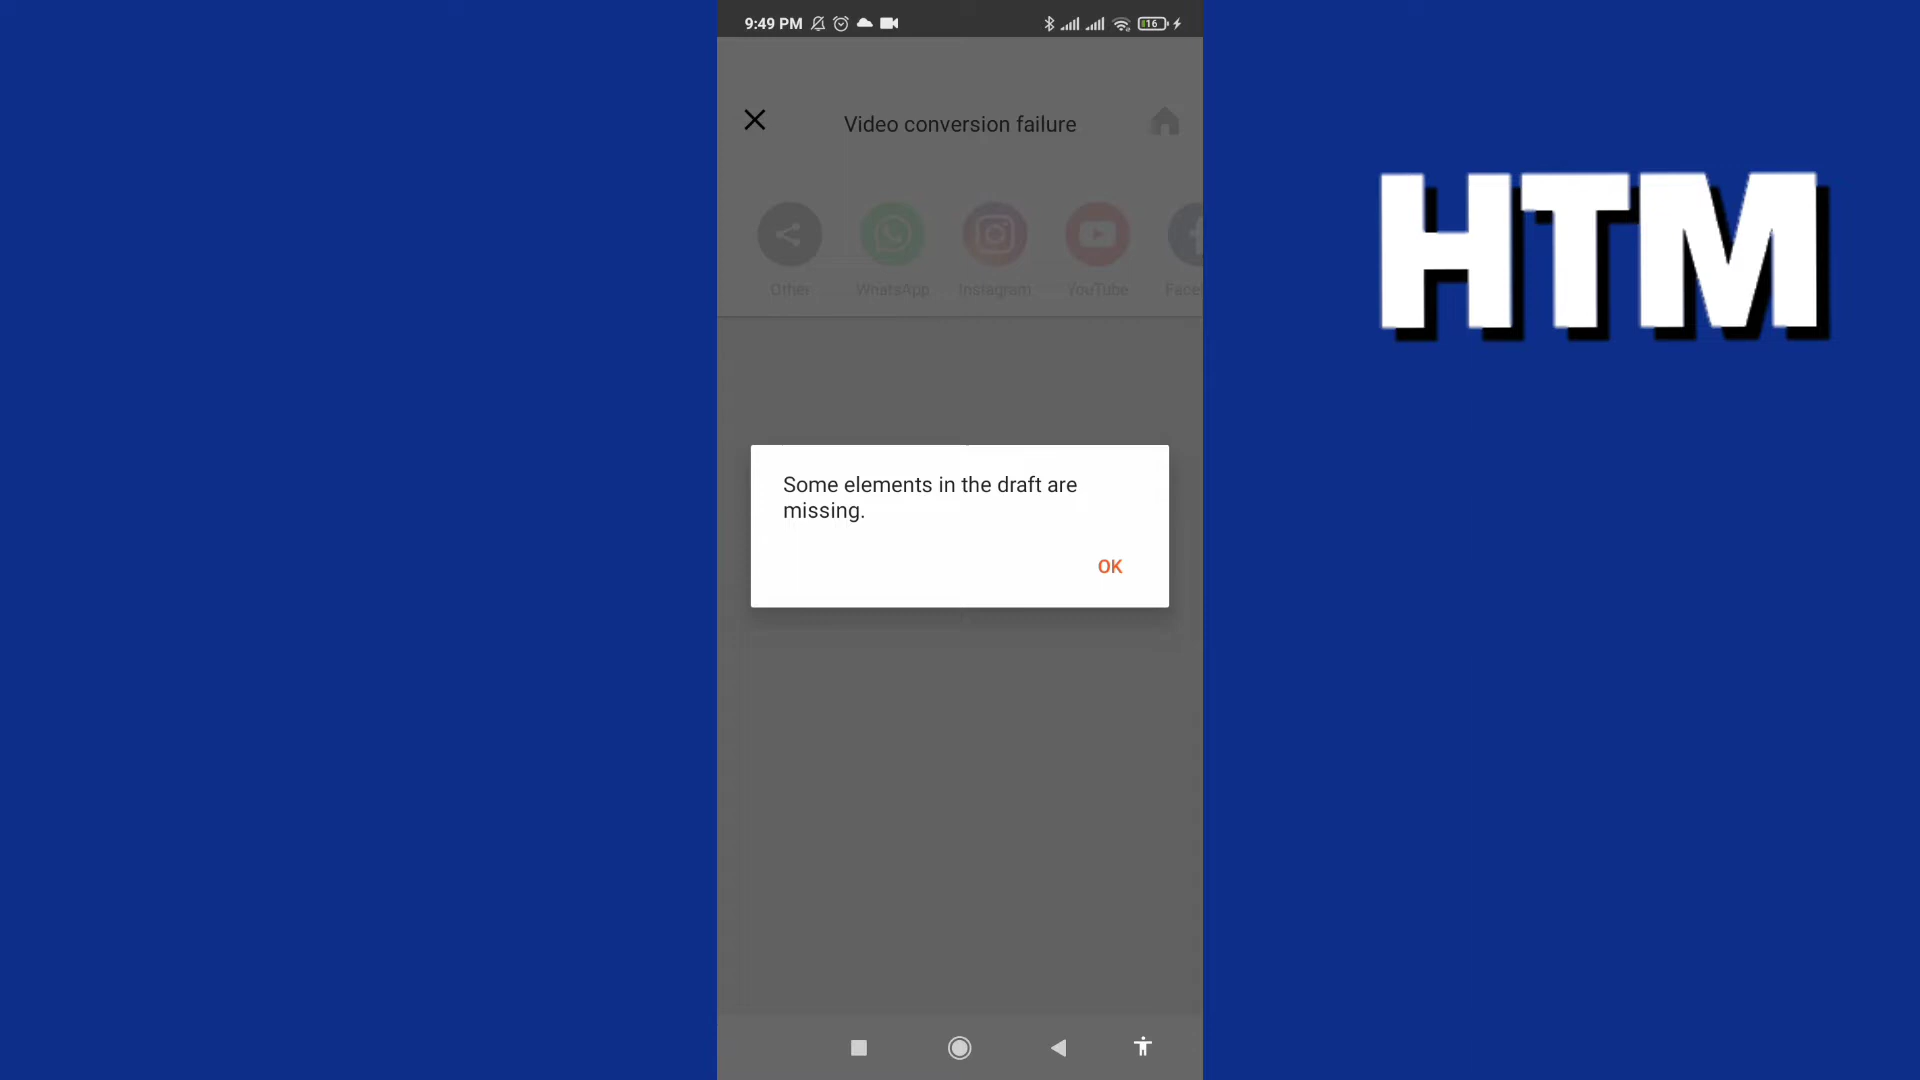 9:49 PM
16
Video conversion failure
HTM
Other WhatsApp Instagram YouTube Face
Some elements in the draft are
missing.
OK